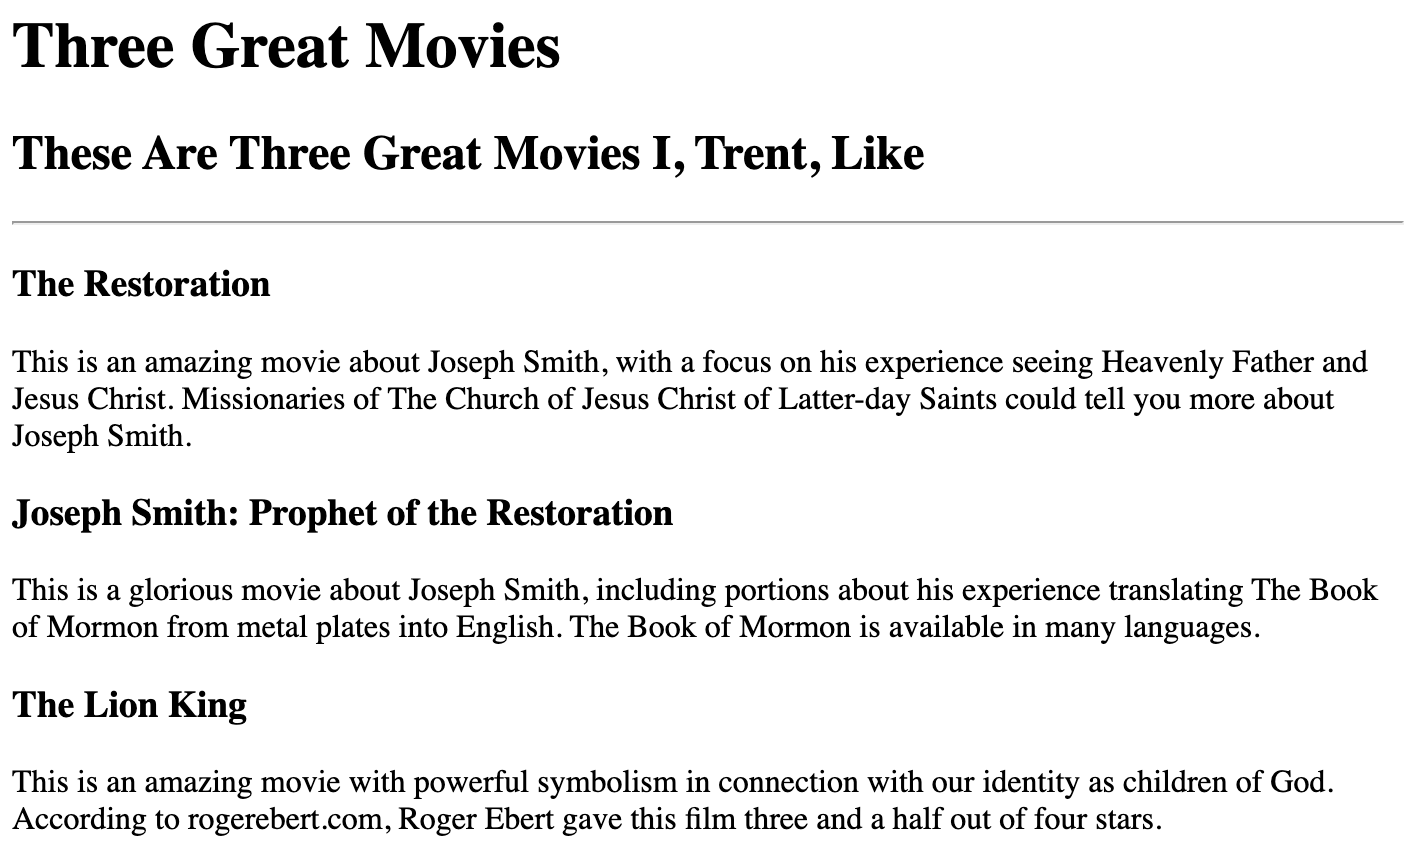 Three Great Movies
These Are Three Great Movies I, Trent, Like
The Restoration
This is an amazing movie about Joseph Smith, with a focus on his experience seeing Heavenly Father and
Jesus Christ. Missionaries of The Church of Jesus Christ of Latter-day Saints could tell you more about
Joseph Smith.
Joseph Smith: Prophet of the Restoration
This is a glorious movie about Joseph Smith, including portions about his experience translating The Book
of Mormon from metal plates into English. The Book of Mormon is available in many languages.
The Lion King
This is an amazing movie with powerful symbolism in connection with our identity as children of God.
According to rogerebert.com, Roger Ebert gave this film three and a half out of four stars.